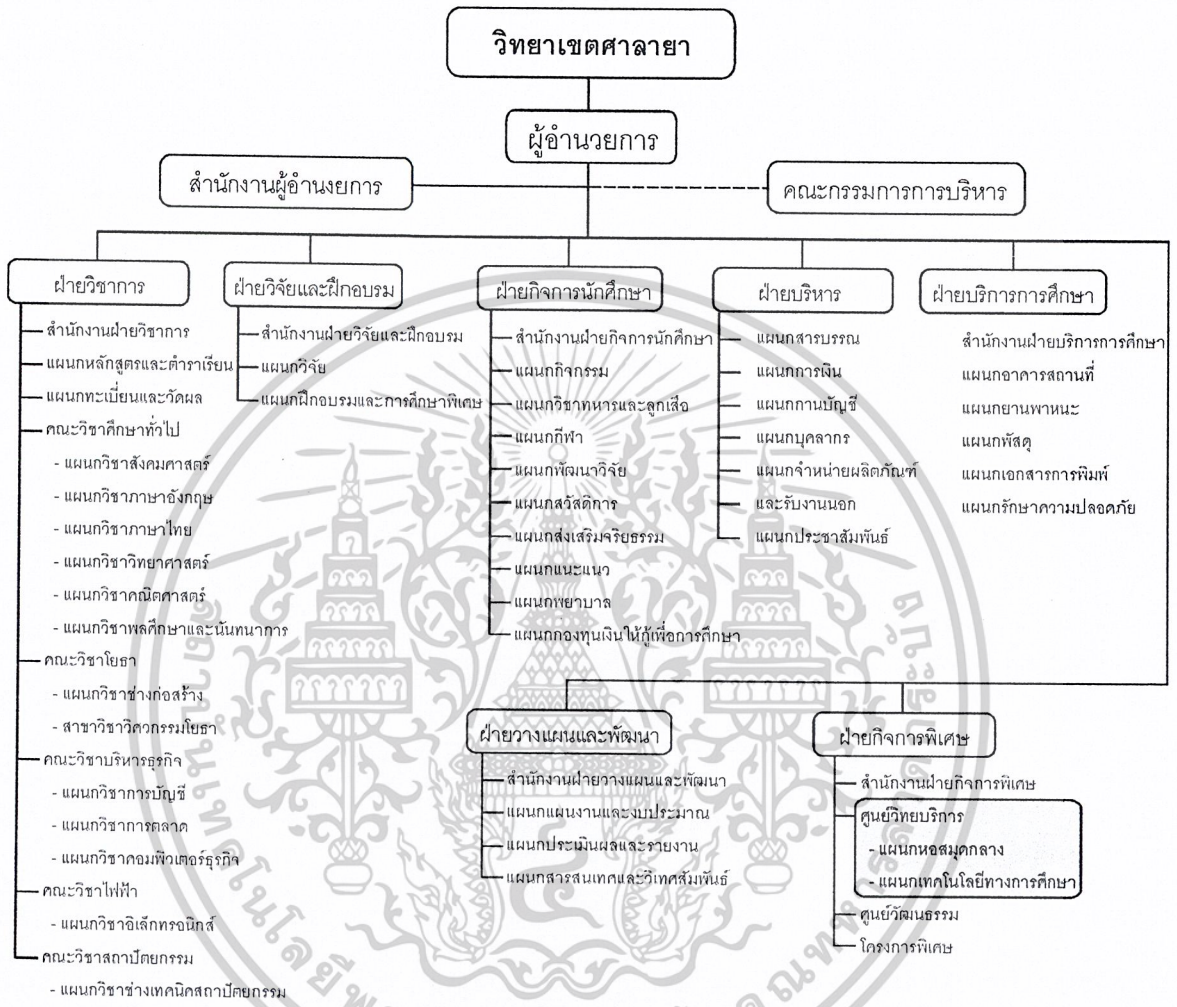 วิทยาเขตศาลายา
ผู้อำนวยการ
สำนักงานผู้อำนงยการ
คณะกรรมการการบริหาร
ฝ่ายวิชาการ
สำนักงานฝ่ายวิชาการ
แผนกหลักสูตรและตำราเรียน
แผนกทะเบี่ยนและวัดผล
คณะวิชาศึกษาทั่วไป
- แผนกวิชาสังคมศาสตร์
- แผนกวิชาภาษาอังกฤษ
- แผนกวิชาภาษาไทย
- แผนกวิชาวิทยาศาสตร์
- แผนกวิชาคณิตศาสตร์
- แผนกวิชาพลศึกษาและนันทนาการ
คณะวิชาโยธา
- แผนกวิชาช่างก่อสร้าง
- สาขาวิชาวิศวกรรมโยธา
คณะวิชาบริหารธุรกิจ
- แผนกวิชาการบัญชี
- แผนกวิชาการตลาด
- แผนกวิชาคอมพิวเตอร์ธุรกิจ
คณะวิชาไฟฟ้า
- แผนกวิชาอิเล็กทรอนิกส์
คณะวิชาสถาปัตยกรรม
- แผนกวิชาช่างเทคนิคสถาปัตยกรรม
ฝ่ายวิจัยและฝึกอบรม
สำนักงานฝ่ายวิจัยและฝึกอบรม
แผนกวิจัย
แผนกฝึกอบรมและการศึกษาพิเศษ
ฝ่ายกิจการนักศึกษา
สำนักงานฝ่ายกิจการนักศึกษา
แผนกกิจกรรม
แผนกวิชาทหารและลูกเสือ
แผนกกีฬา
แผนกพัฒนาวิจัย
แผนกสวัสดิการ
แผนกส่งเสริมจริยธรรม
แผนกแนะแนว
แผนกพยาบาล
แผนกกองทุนเงินให้กู้เพื่อการศึกษา
ฝ่ายบริหาร
แผนกสารบรรณ
แผนกการเงิน
แผนกกานบัญชี
แผนกบุคลากร
แผนกจำหน่ายผลิตภัณฑ์
และรับงานนอก
แผนกประชาสัมพันธ์
ฝ่ายบริการการศึกษา
สำนักงานฝ่ายบริการการศึกษา
แผนกอาคารสถานที่
แผนกยานพาหนะ
แผนกพัสดุ
แผนกเอกสารการพิมพ์
แผนกรักษาความปลอดภัย
ฝ่ายวางแผนและพัฒนา
สำนักงานฝ่ายวางแผนและพัฒนา
แผนกแผนงานและงบประมาณ
แผนกประเมินผลและรายงาน
แผนกสารสนเทศและวิเทศสัมพันธ์
ฝ่ายกิจการพิเศษ
สำนักงานฝ่ายกิจการพิเศษ
ศูนย์วิทยบริการ
- แผนกหอสมุดกลาง
- แผนกเทคโนโลยีทางการศึกษา
ศูนย์วัฒนธรรม
โครงการพิเศษ